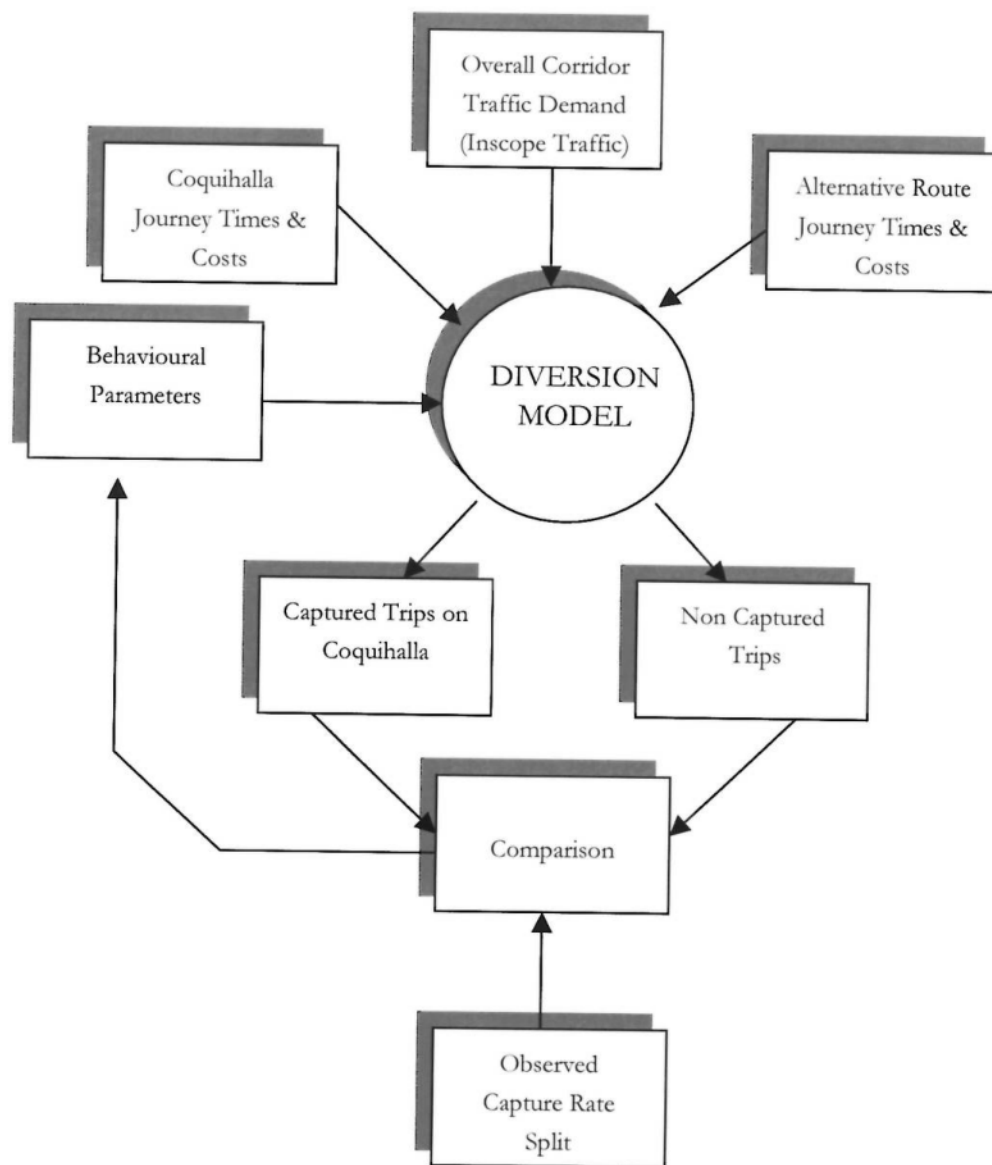 Overall Corridor
Traffic Demand
(Inscope Traffic)
Coquihalla
Journey Times &
Costs
Alternative Route
Journey Times &
Costs
Behavioural
Parameters
DIVERSION
MODEL
Captured Trips on
Coquihalla
Non Captured
Trips
Comparison
Observed
Capture Rate
Split